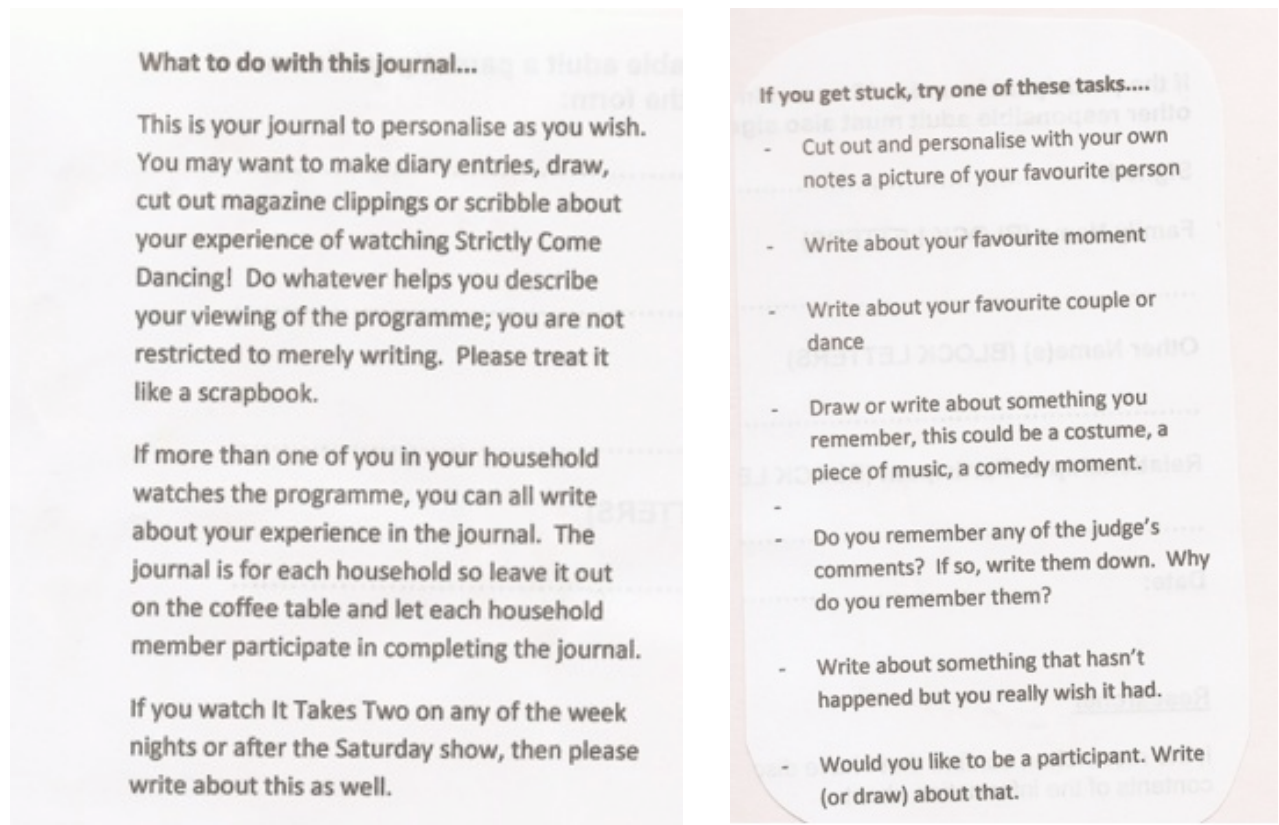 What to do with this journal...
This is your journal to personalise as you wish.
You may want to make diary entries, draw,
cut out magazine clippings or scribble about
your experience of watching Strictly Come
Dancing!  Do whatever helps you describe
your viewing of the programme; you are not
restricted to merely writing.  Please treat it
like a scrapbook.
If more than one of you in your household
watches the programme, you can all write
about your experience in the journal.  The
journal is for each household so leave it out
on the coffee table and let each household
member participate in completing the journal.
If you watch It Takes Two on any of the week
nights or after the Saturday show, then please
write about this as well.
If you get stuck, try one of these tasks....
- Cut out and personalise with your own
notes a picture of your favourite person
- Write about your favourite moment
- Write about your favourite couple or
dance
- Draw or write about something you
remember, this could be a costume, a
piece of music, a comedy moment.
-
- Do you remember any of the judge's
comments?  If so, write them down.  Why
do you remember them?
- Write about something that hasn't
happened but you really wish it had.
- Would you like to be a participant. Write
(or draw) about that.